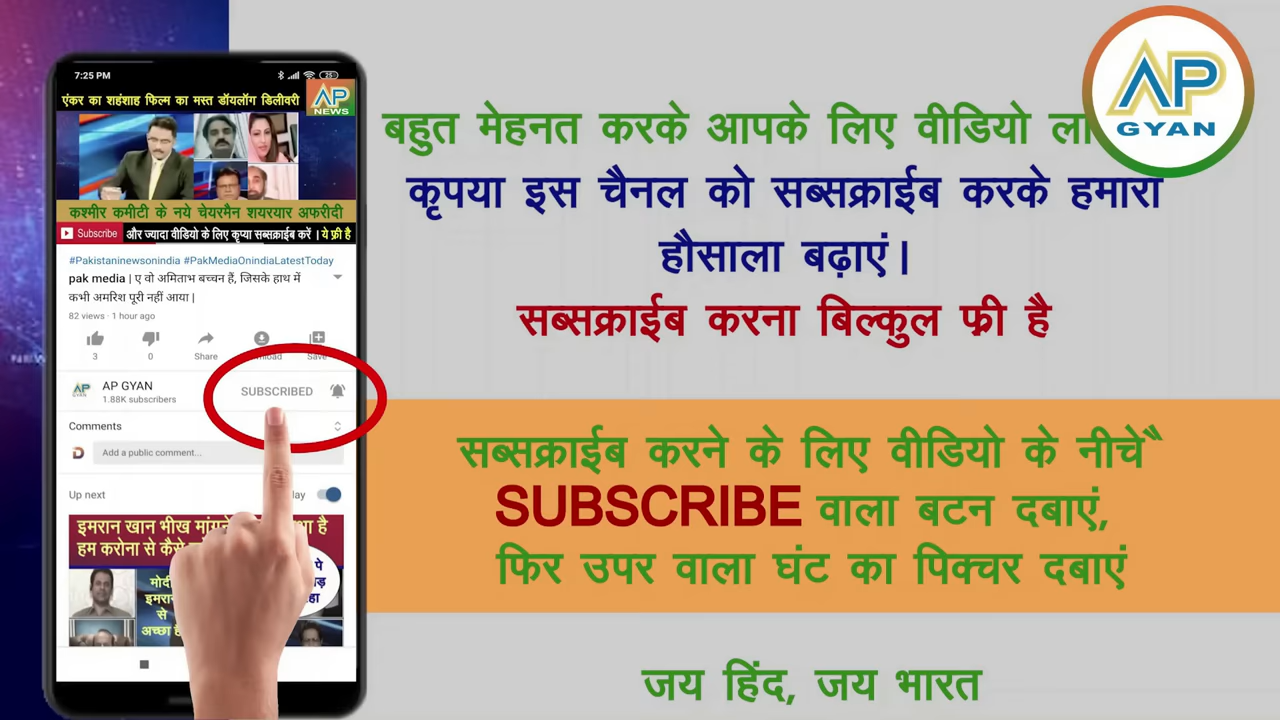 7:25 PM
25
एंकर का शहंशाह फिल्म का मस्त डॉयलॉग डिलीवरी
AP
NEWS
कश्मीर कमीटी के नये चेयरमैन शयरयार अफरीदी
Subscribe और ज्यादा वीडियो के लिए कृप्या सब्सक्राईब करें । ये फ्री है
#Pakistaninewsonindia #PakMediaOnindiaLatestToday
pak media | ए वो अमिताभ बच्चन हैं, जिसके हाथ में
कभी अमरिश पूरी नहीं आया |
82 views · 1 hour ago
3 0 Share Save
AP GYAN
1.88K subscribers
SUBSCRIBED
Comments
Add a public comment...
Up next
इमरान खान भीख मांगने है
हम करोना से कैसे
मोदी
इमरान
से
अच्छा है
AP
GYAN
बहुत मेहनत करके आपके लिए वीडियो
कृपया इस चैनल को सब्सक्राईब करके हमारा
हौसाला बढ़ाएं।
सब्सक्राईब करना बिल्कुल फ्री है
सब्सक्राईब करने के लिए वीडियो के नीचे‶
SUBSCRIBE वाला बटन दबाएं,
फिर उपर वाला घंट का पिक्चर दबाएं
जय हिंद, जय भारत